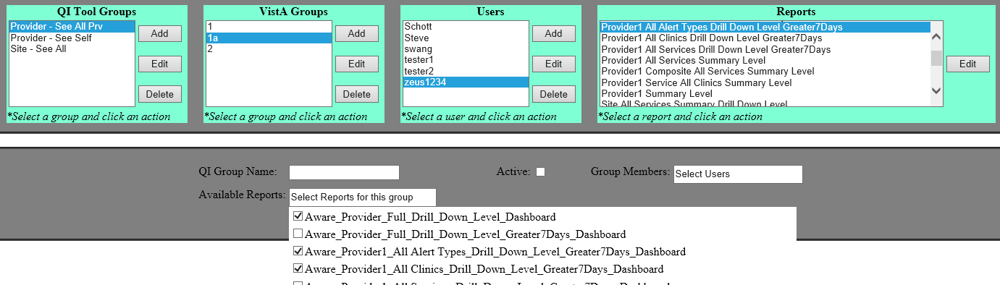 QI Tool Groups
Provider - See All Prv
Provider - See Self
Site - See All
Add
Edit
Delete
*Select a group and click an action
VistA Groups
1
1a
2
Add
Edit
Delete
*Select a group and click an action
Users
Schott
Steve
swang
tester1
tester2
zeus1234
Add
Edit
Delete
*Select a user and click an action
Reports
Provider1 All Alert Types Drill Down Level Greater7Days
Provider1 All Clinics Drill Down Level Greater7Days
Provider1 All Services Drill Down Level Greater7Days
Provider1 All Services Summary Level
Provider1 Composite All Services Summary Level
Provider1 Service All Clinics Summary Level
Provider1 Summary Level
Site All Services Summary Drill Down Level
Edit
*Select a report and click an action
QI Group Name: Active: Group Members: Select Users
Available Reports: Select Reports for this group
Aware_Provider_Full_Drill_Down_Level_Dashboard
Aware_Provider_Full_Drill_Down_Level_Greater7Days_Dashboard
Aware_Provider1_All Alert Types_Drill_Down_Level_Greater7Days_Dashboard
Aware_Provider1_All Clinics_Drill_Down_Level_Greater7Days_Dashboard